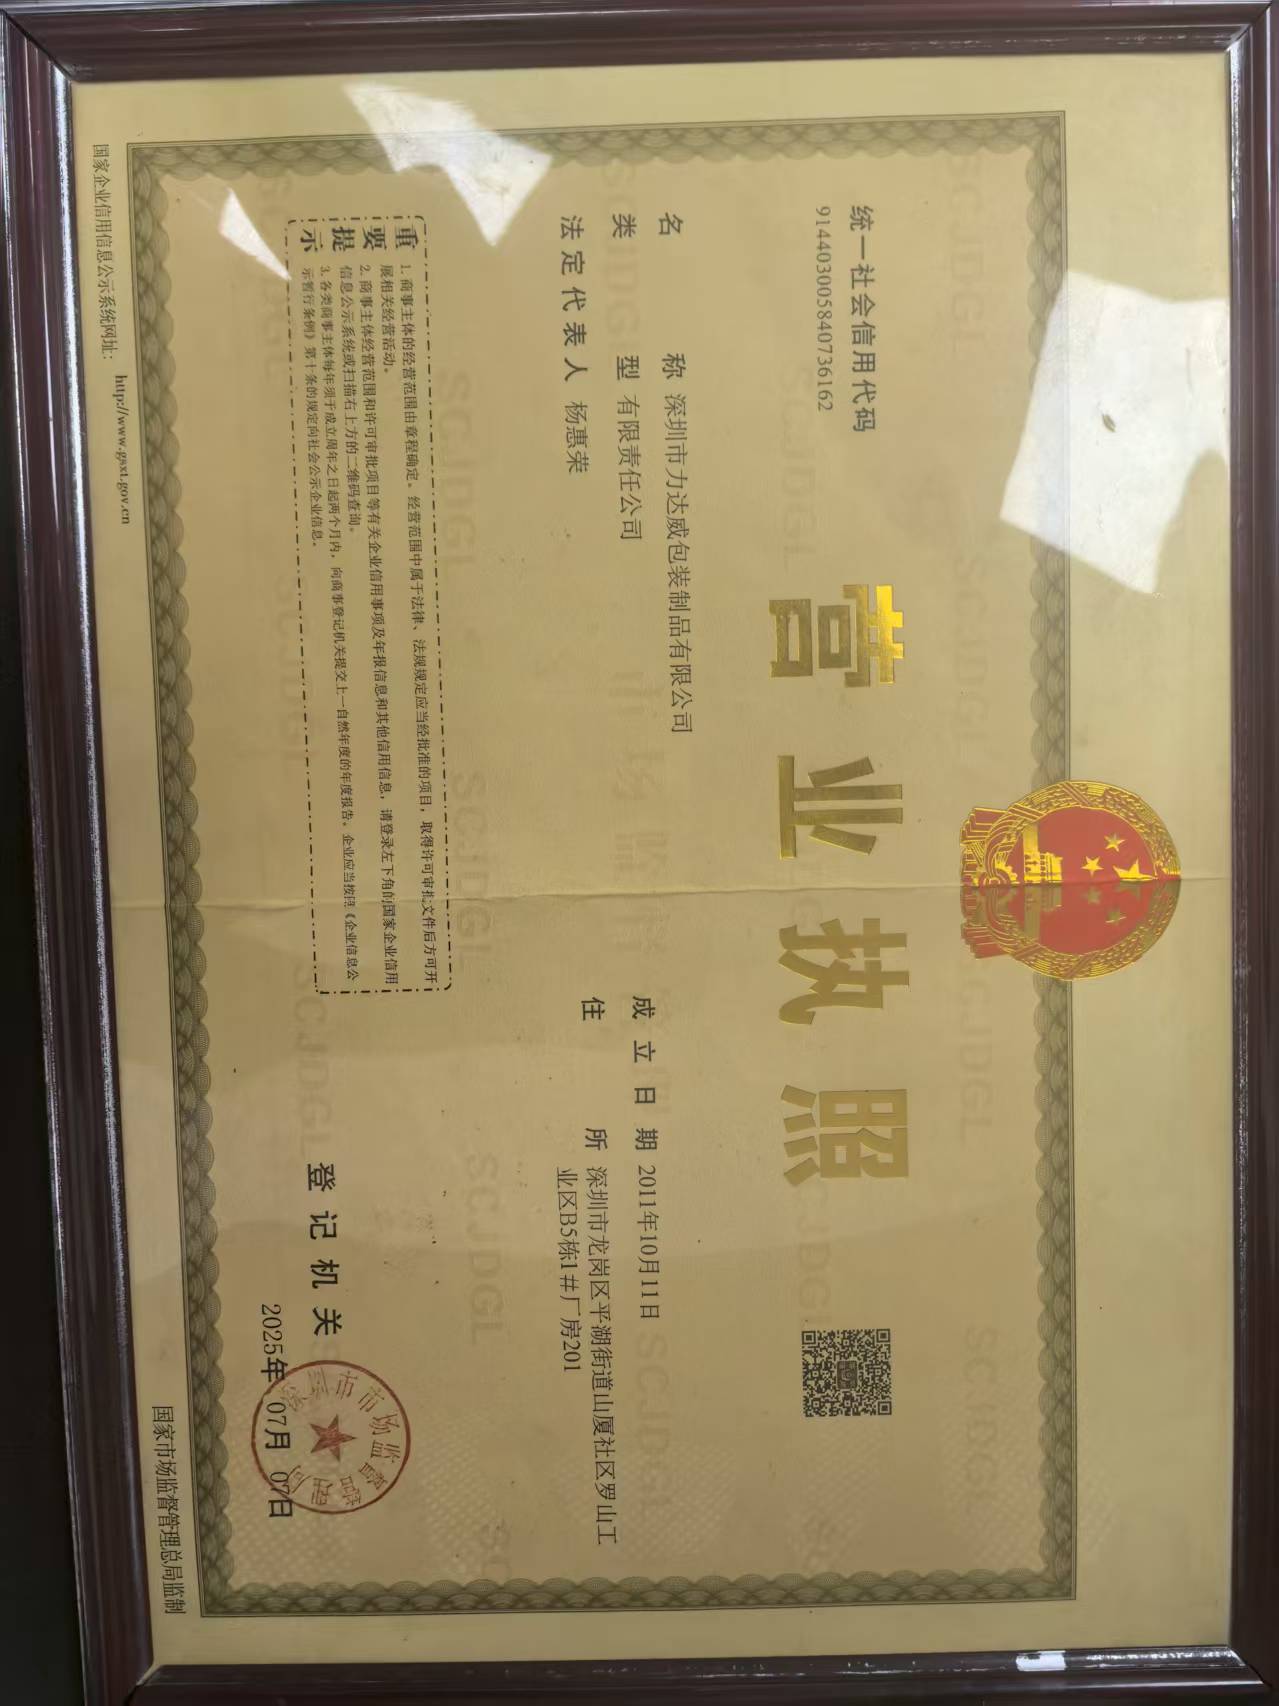 统一社会信用代码
914403005840736162
营业执照
名称 深圳市力达威包装制品有限公司
类型 有限责任公司
法定代表人 杨惠荣
成立日期 2011年10月11日
住所 深圳市龙岗区平湖街道山厦社区罗山工
业区B5栋1#厂房201
重要提示
1. 商事主体的经营范围由章程确定。经营范围中属于法律、法规规定应当经批准的项目，取得许可审批文件后方可开
展相关经营活动。
2. 商事主体经营范围和许可审批项目等有关企业信用事项及年报信息和其他信用信息，请登录左下角的国家企业信用
信息公示系统或扫描右上方的二维码查询。
3. 各类商事主体每年须于成立周年之日起两个月内，向商事登记机关提交上一自然年度的年度报告。企业应当按照《企业信息公
示暂行条例》第十条的规定向社会公示企业信息。
登记机关
深圳市市场监督管理局
2025年07月07日
国家企业信用信息公示系统网址： http://www.gsxt.gov.cn
国家市场监督管理总局监制
SCJDGL